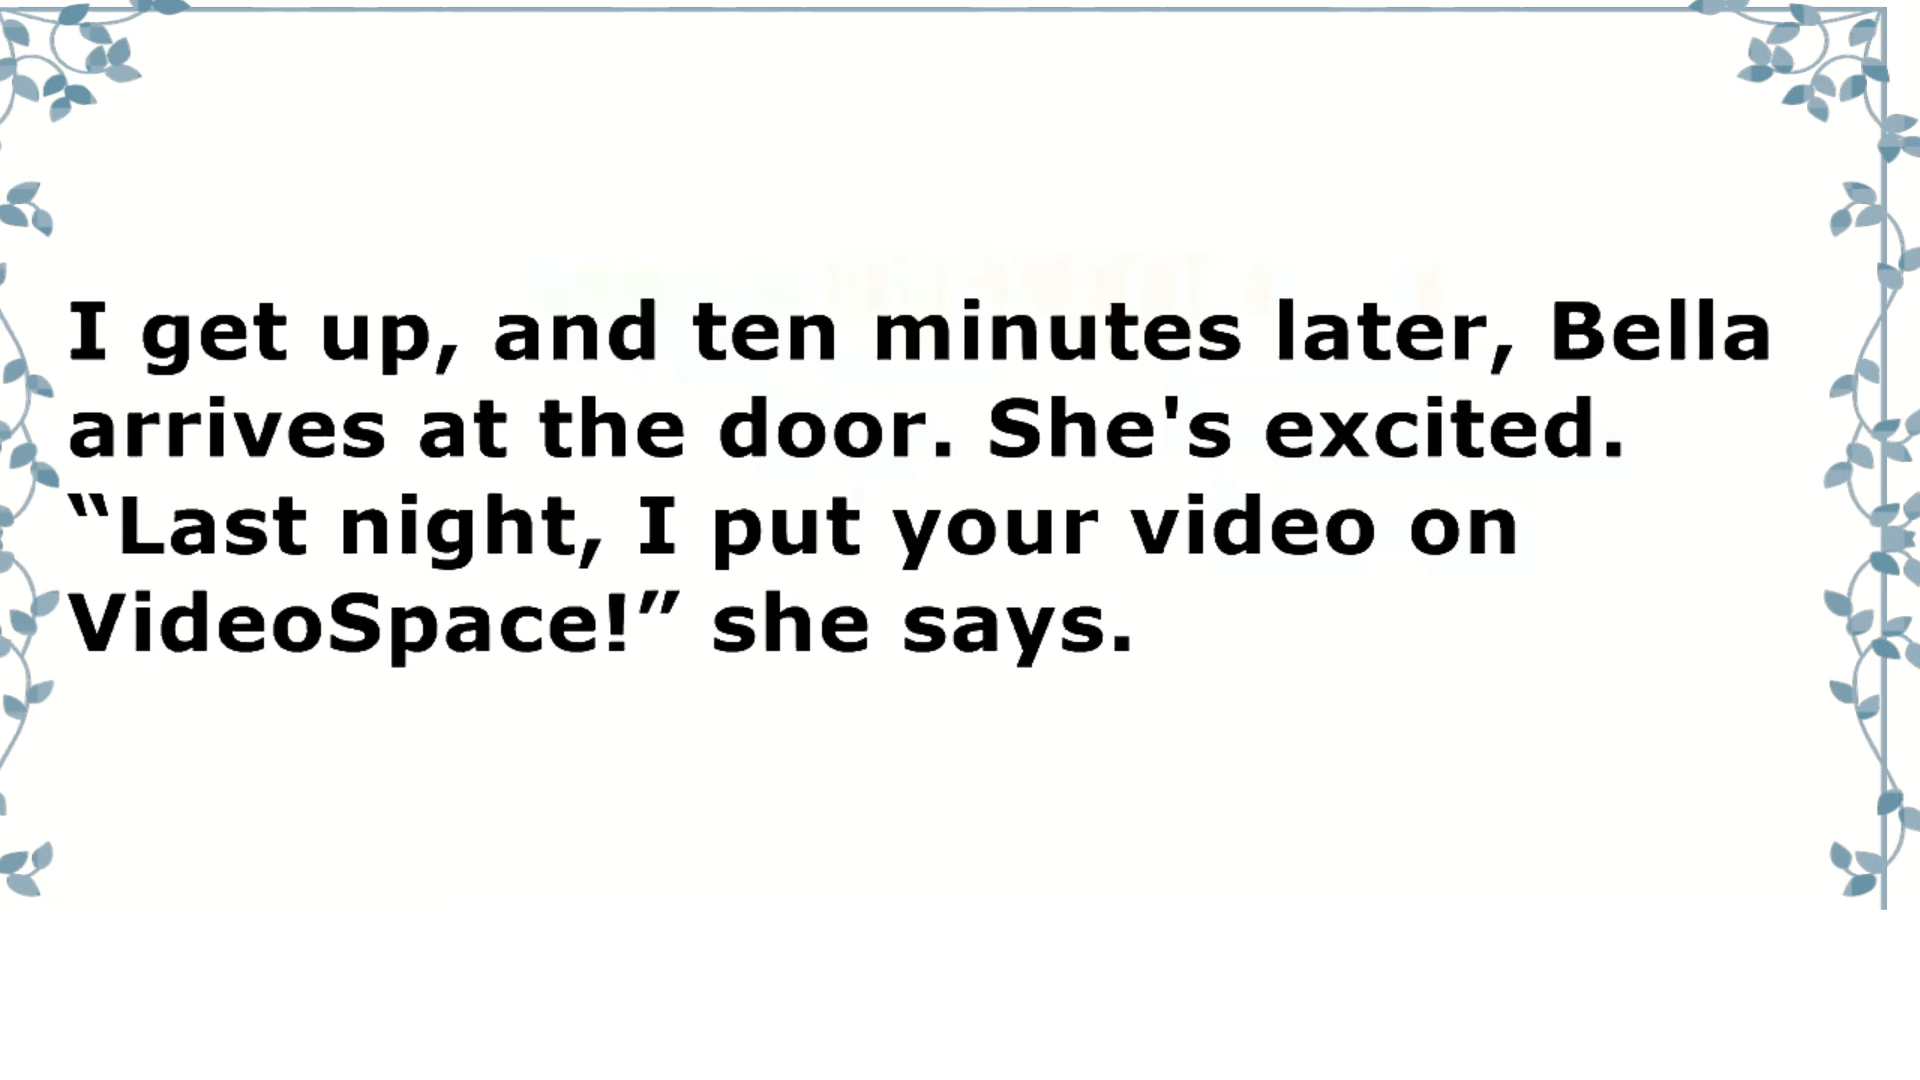 I get up, and ten minutes later, Bella
arrives at the door. She's excited.
“Last night, I put your video on
VideoSpace!” she says.